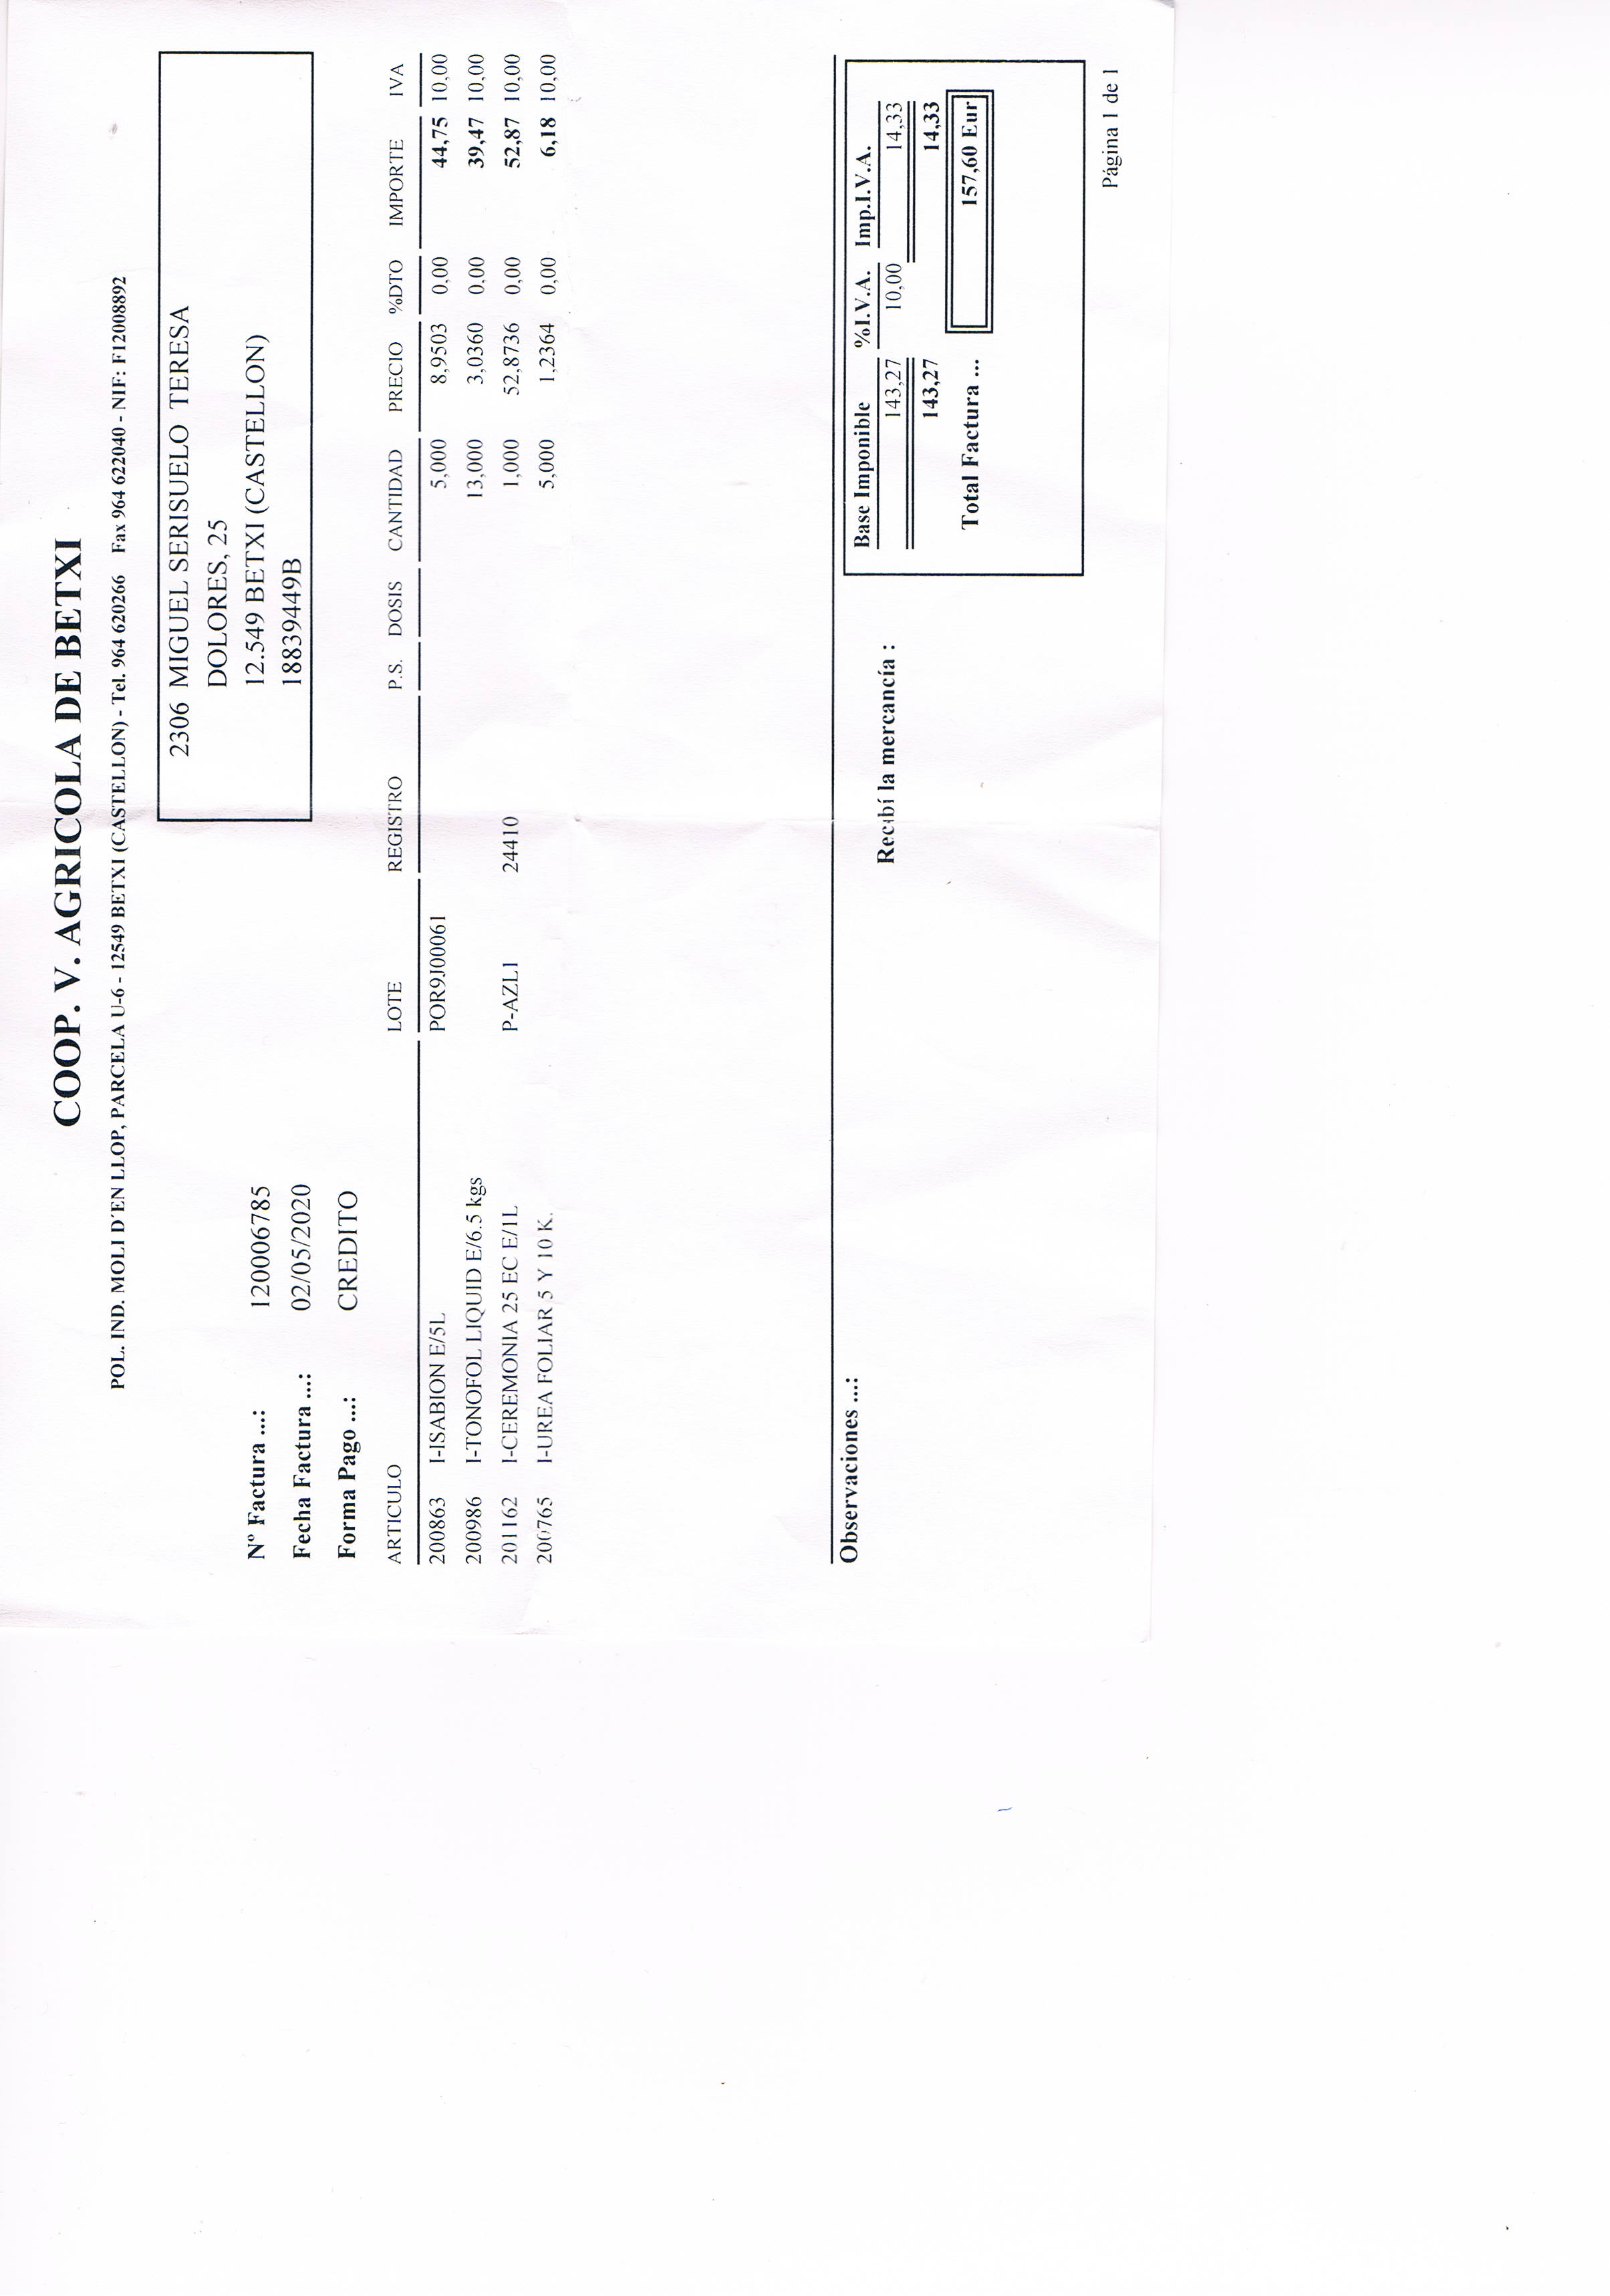 COOP. V. AGRICOLA DE BETXI
POL. IND. MOLI D´EN LLOP, PARCELA U-6 - 12549 BETXI (CASTELLON) - Tel. 964 620266 Fax 964 622040 - NIF: F12008892
2306 MIGUEL SERISUELO TERESA
DOLORES, 25
12.549 BETXI (CASTELLON)
18839449B
Nº Factura ...: 120006785
Fecha Factura ...: 02/05/2020
Forma Pago ...: CREDITO
ARTICULO LOTE REGISTRO P.S. DOSIS CANTIDAD PRECIO %DTO IMPORTE IVA
200863 I-ISABION E/5L POR9J00061 5,000 8,9503 0,00 44,75 10,00
200986 I-TONOFOL LIQUID E/6.5 kgs 13,000 3,0360 0,00 39,47 10,00
201162 I-CEREMONIA 25 EC E/1L P-AZL1 24410 1,000 52,8736 0,00 52,87 10,00
200765 I-UREA FOLIAR 5 Y 10 K. 5,000 1,2364 0,00 6,18 10,00
Observaciones ...:
Recibí la mercancía :
Base Imponible %I.V.A. Imp.I.V.A.
143,27 10,00 14,33
143,27 14,33
Total Factura ... 157,60 Eur
Página 1 de 1